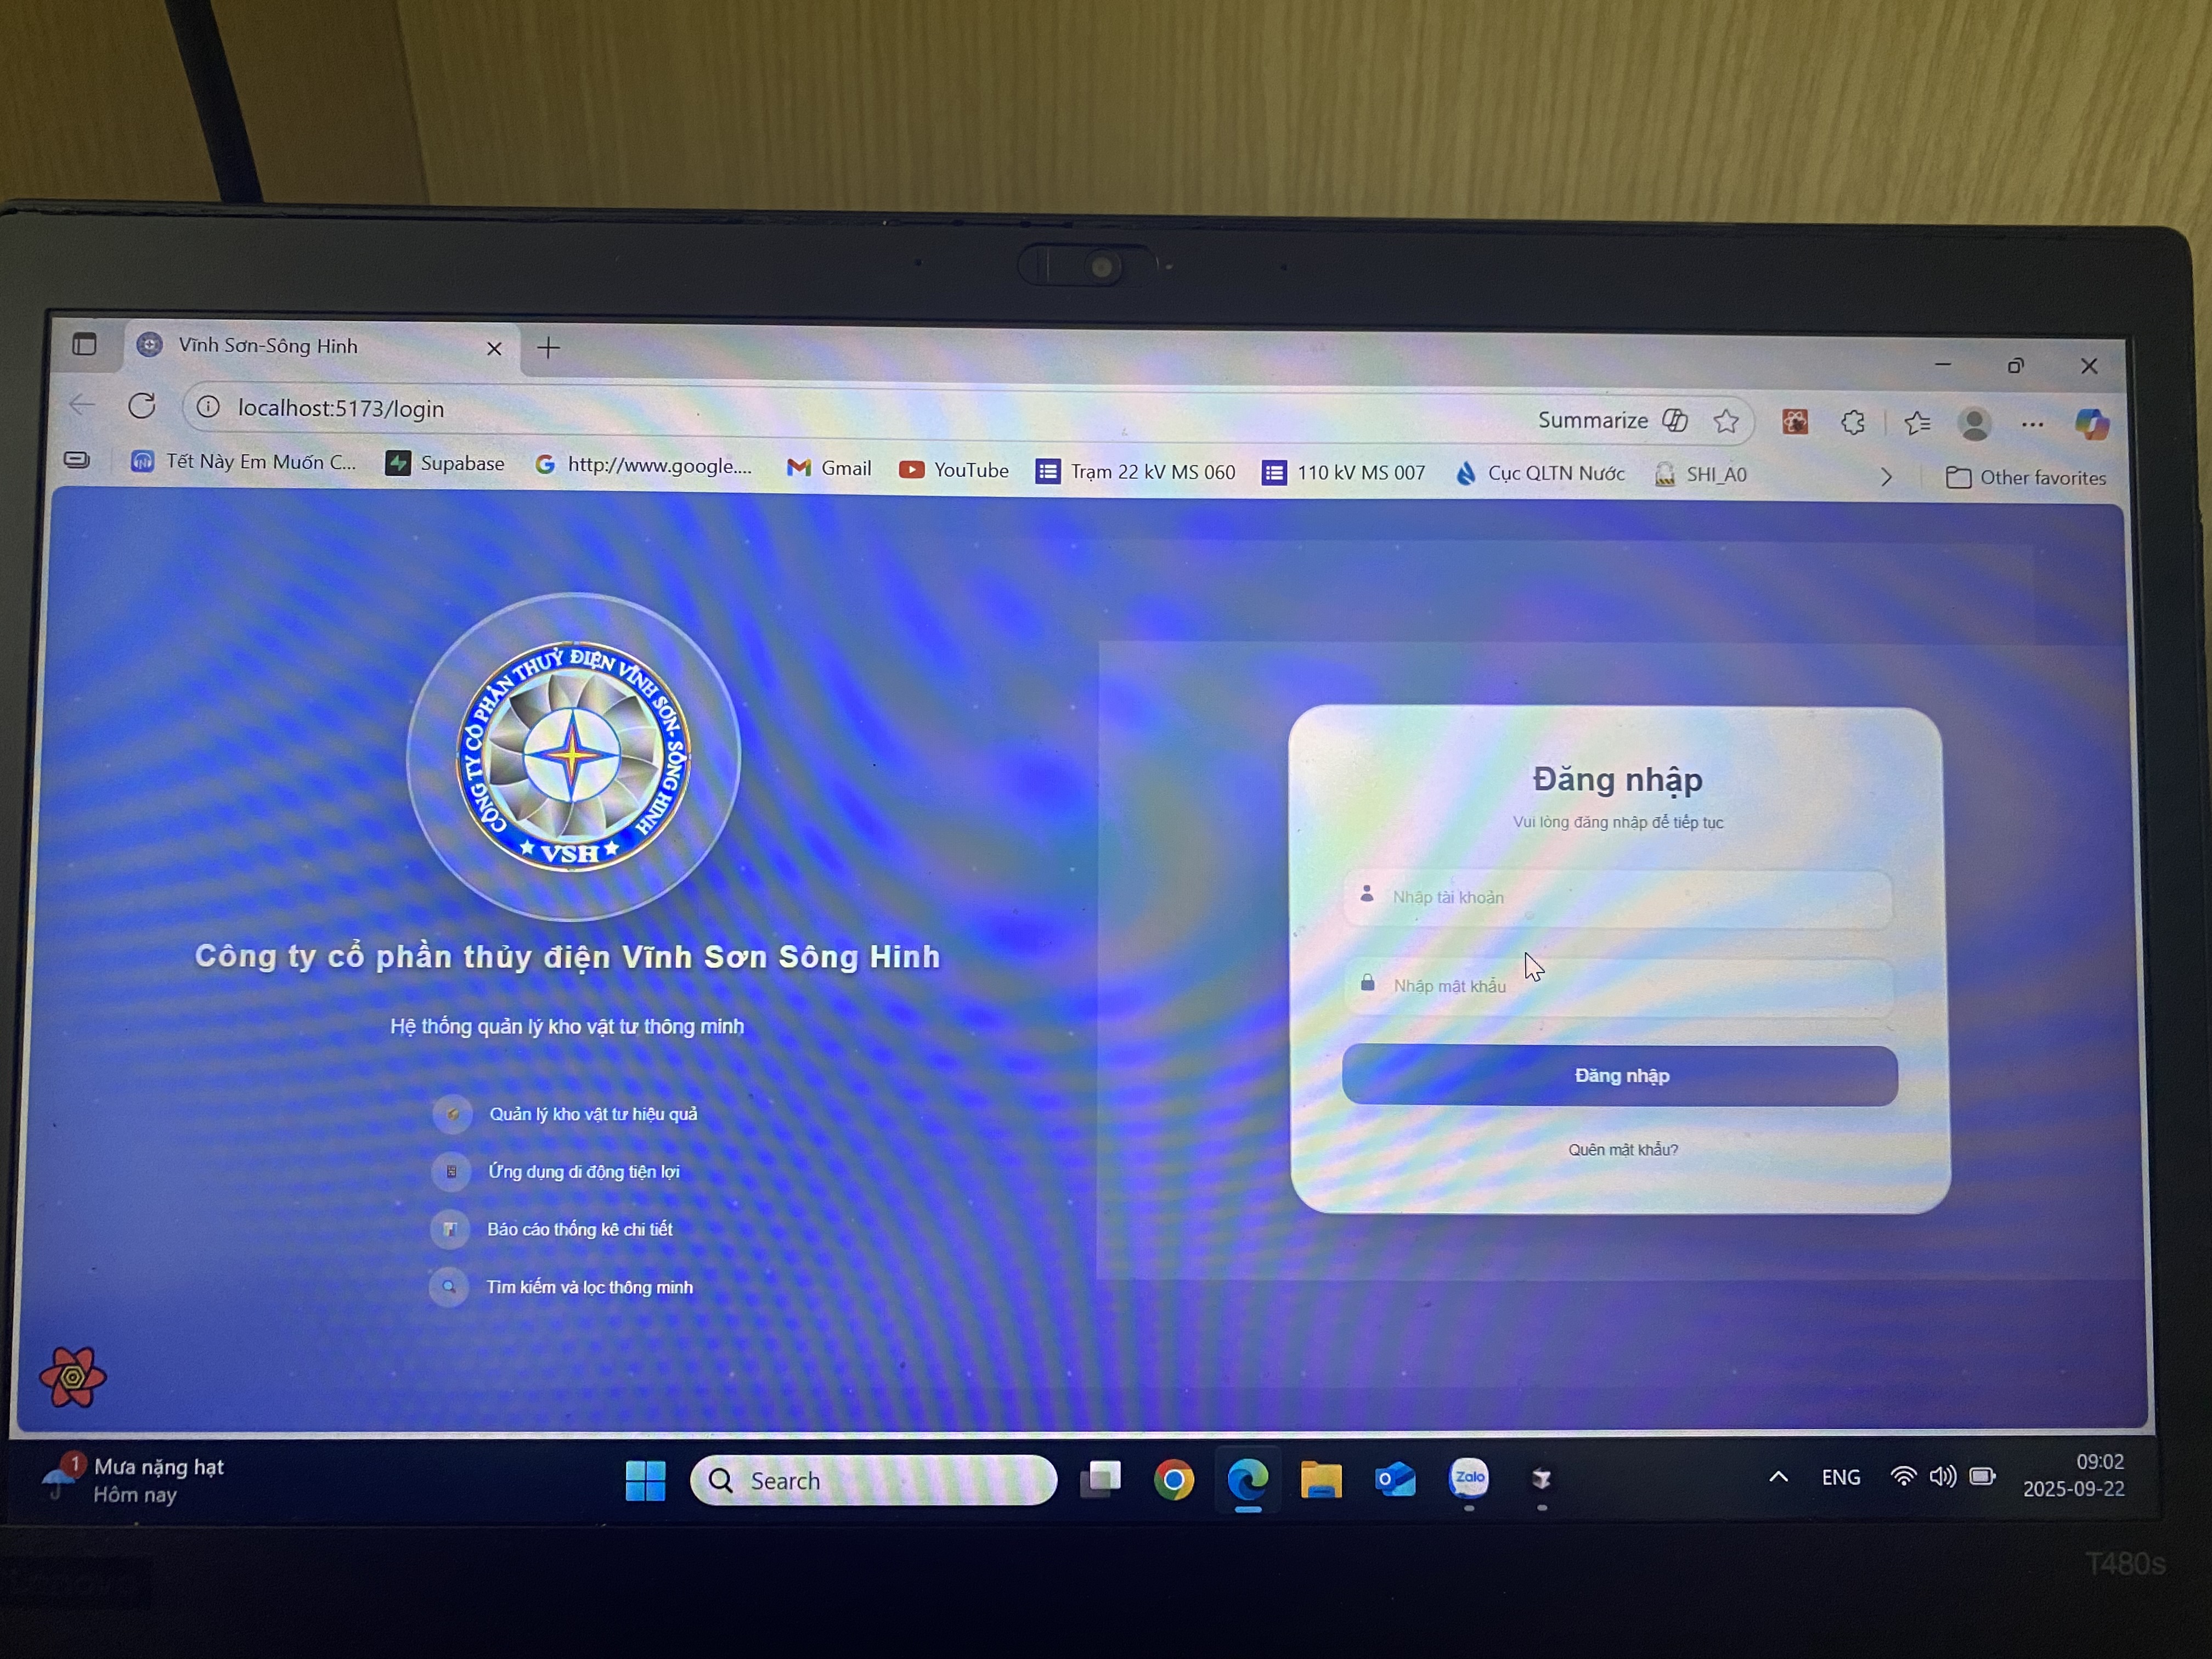 Vĩnh Sơn-Sông Hinh
localhost:5173/login
Summarize
Tết Này Em Muốn C...
Supabase
http://www.google....
Gmail
YouTube
Trạm 22 kV MS 060
110 kV MS 007
Cục QLTN Nước
SHI_A0
Other favorites
CÔNG TY CỔ PHẦN THUỶ ĐIỆN VĨNH SƠN- SÔNG HINH
VSH
Công ty cổ phần thủy điện Vĩnh Sơn Sông Hinh
Hệ thống quản lý kho vật tư thông minh
Quản lý kho vật tư hiệu quả
Ứng dụng di động tiện lợi
Báo cáo thống kê chi tiết
Tìm kiếm và lọc thông minh
Đăng nhập
Vui lòng đăng nhập để tiếp tục
Nhập tài khoản
Nhập mật khẩu
Đăng nhập
Quên mật khẩu?
1
Mưa nặng hạt
Hôm nay
Search
Zalo
ENG
09:02
2025-09-22
Lenovo
T480s